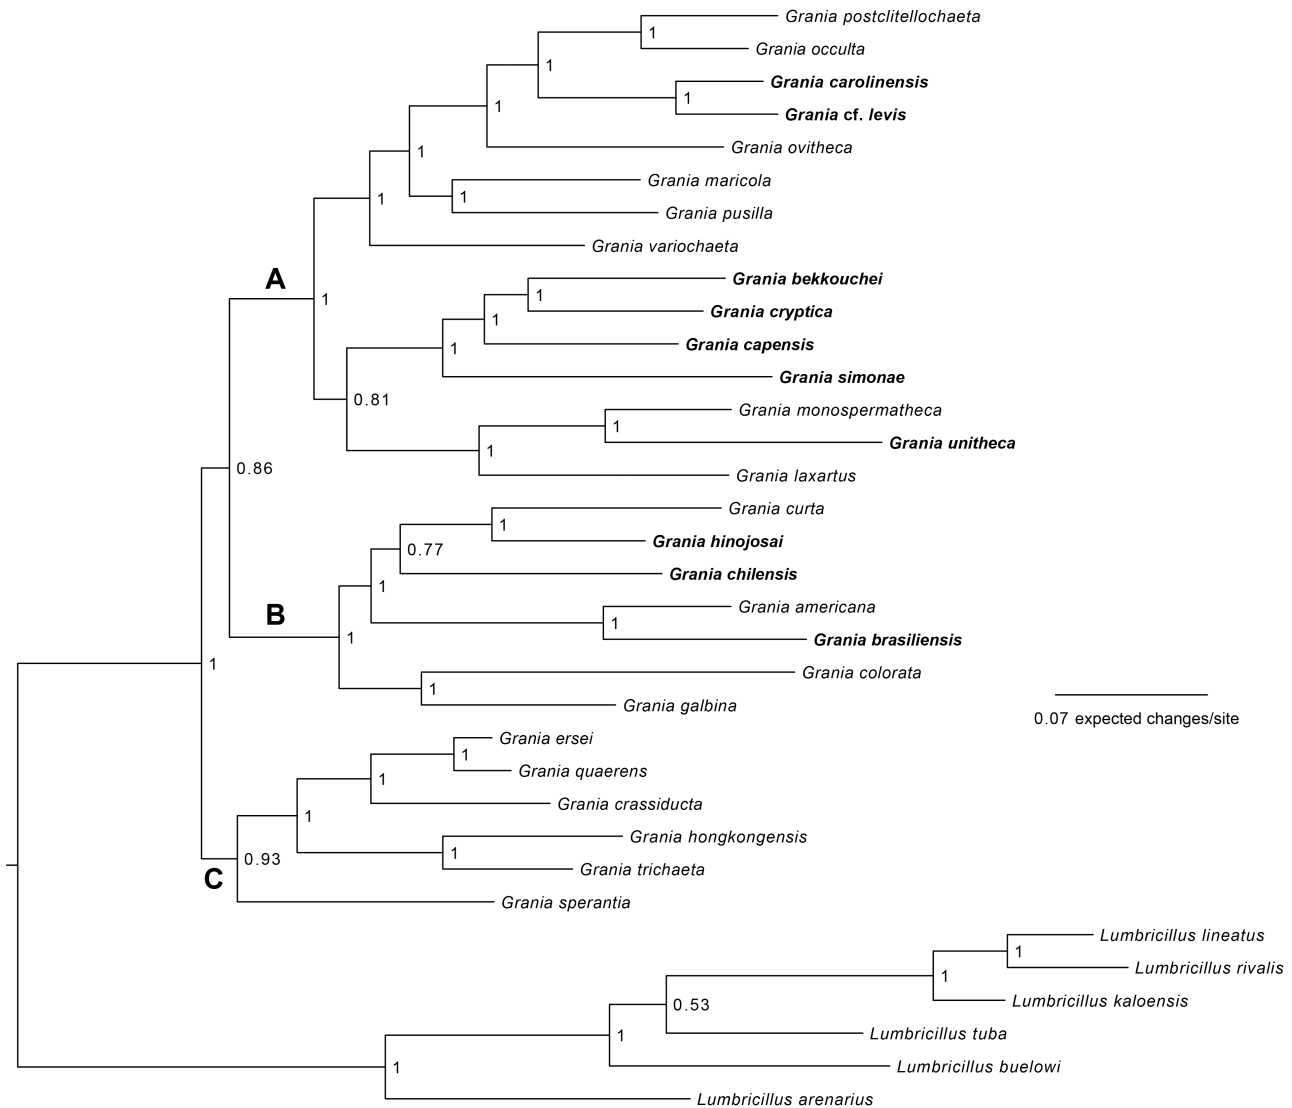 Grania postclitellochaeta
1
Grania occulta
1
Grania carolinensis
1
Grania cf. levis
1
Grania ovitheca
1
Grania maricola
1
1
Grania pusilla
Grania variochaeta
A
Grania bekkouchei
1
1
Grania cryptica
1
Grania capensis
1
Grania simonae
0.81
Grania monospermatheca
1
Grania unitheca
1
Grania laxartus
0.86
Grania curta
1
Grania hinojosai
0.77
Grania chilensis
1
Grania americana
B
1
Grania brasiliensis
1
1
Grania colorata
1
Grania galbina
0.07 expected changes/site
Grania ersei
1
Grania quaerens
1
Grania crassiducta
1
Grania hongkongensis
1
0.93
Grania trichaeta
C
Grania sperantia
Lumbricillus lineatus
1
Lumbricillus rivalis
1
Lumbricillus kaloensis
0.53
Lumbricillus tuba
1
Lumbricillus buelowi
1
Lumbricillus arenarius